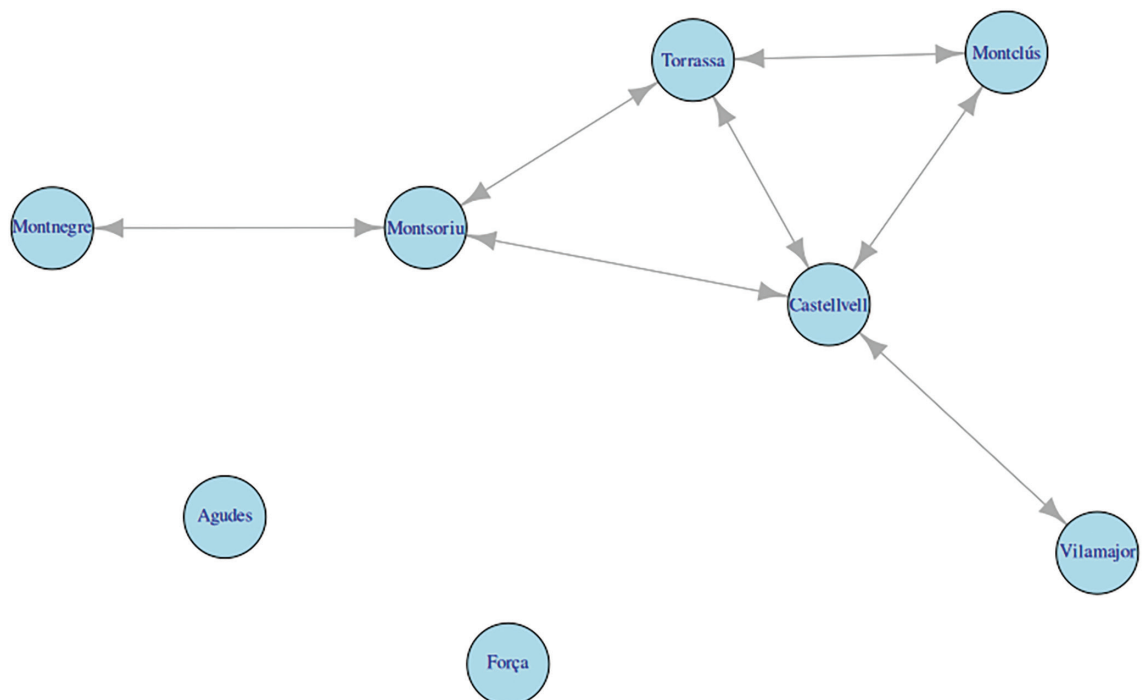 Torrassa
Montclús
Montnegre
Montsoriu
Castellvell
Agudes
Vilamajor
Força